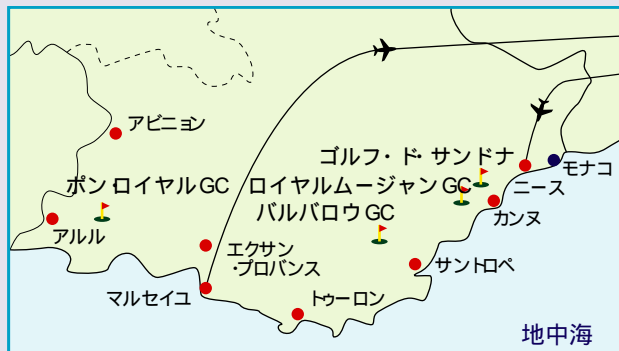 アビニョン
ゴルフ・ド・サンドナ
モナコ
ポン・ロイヤルGC
ロイヤルムージャンGC
ニース
バルバロウGC
カンヌ
アルル
エクサン
・プロバンス
サントロペ
マルセイユ
トゥーロン
地中海